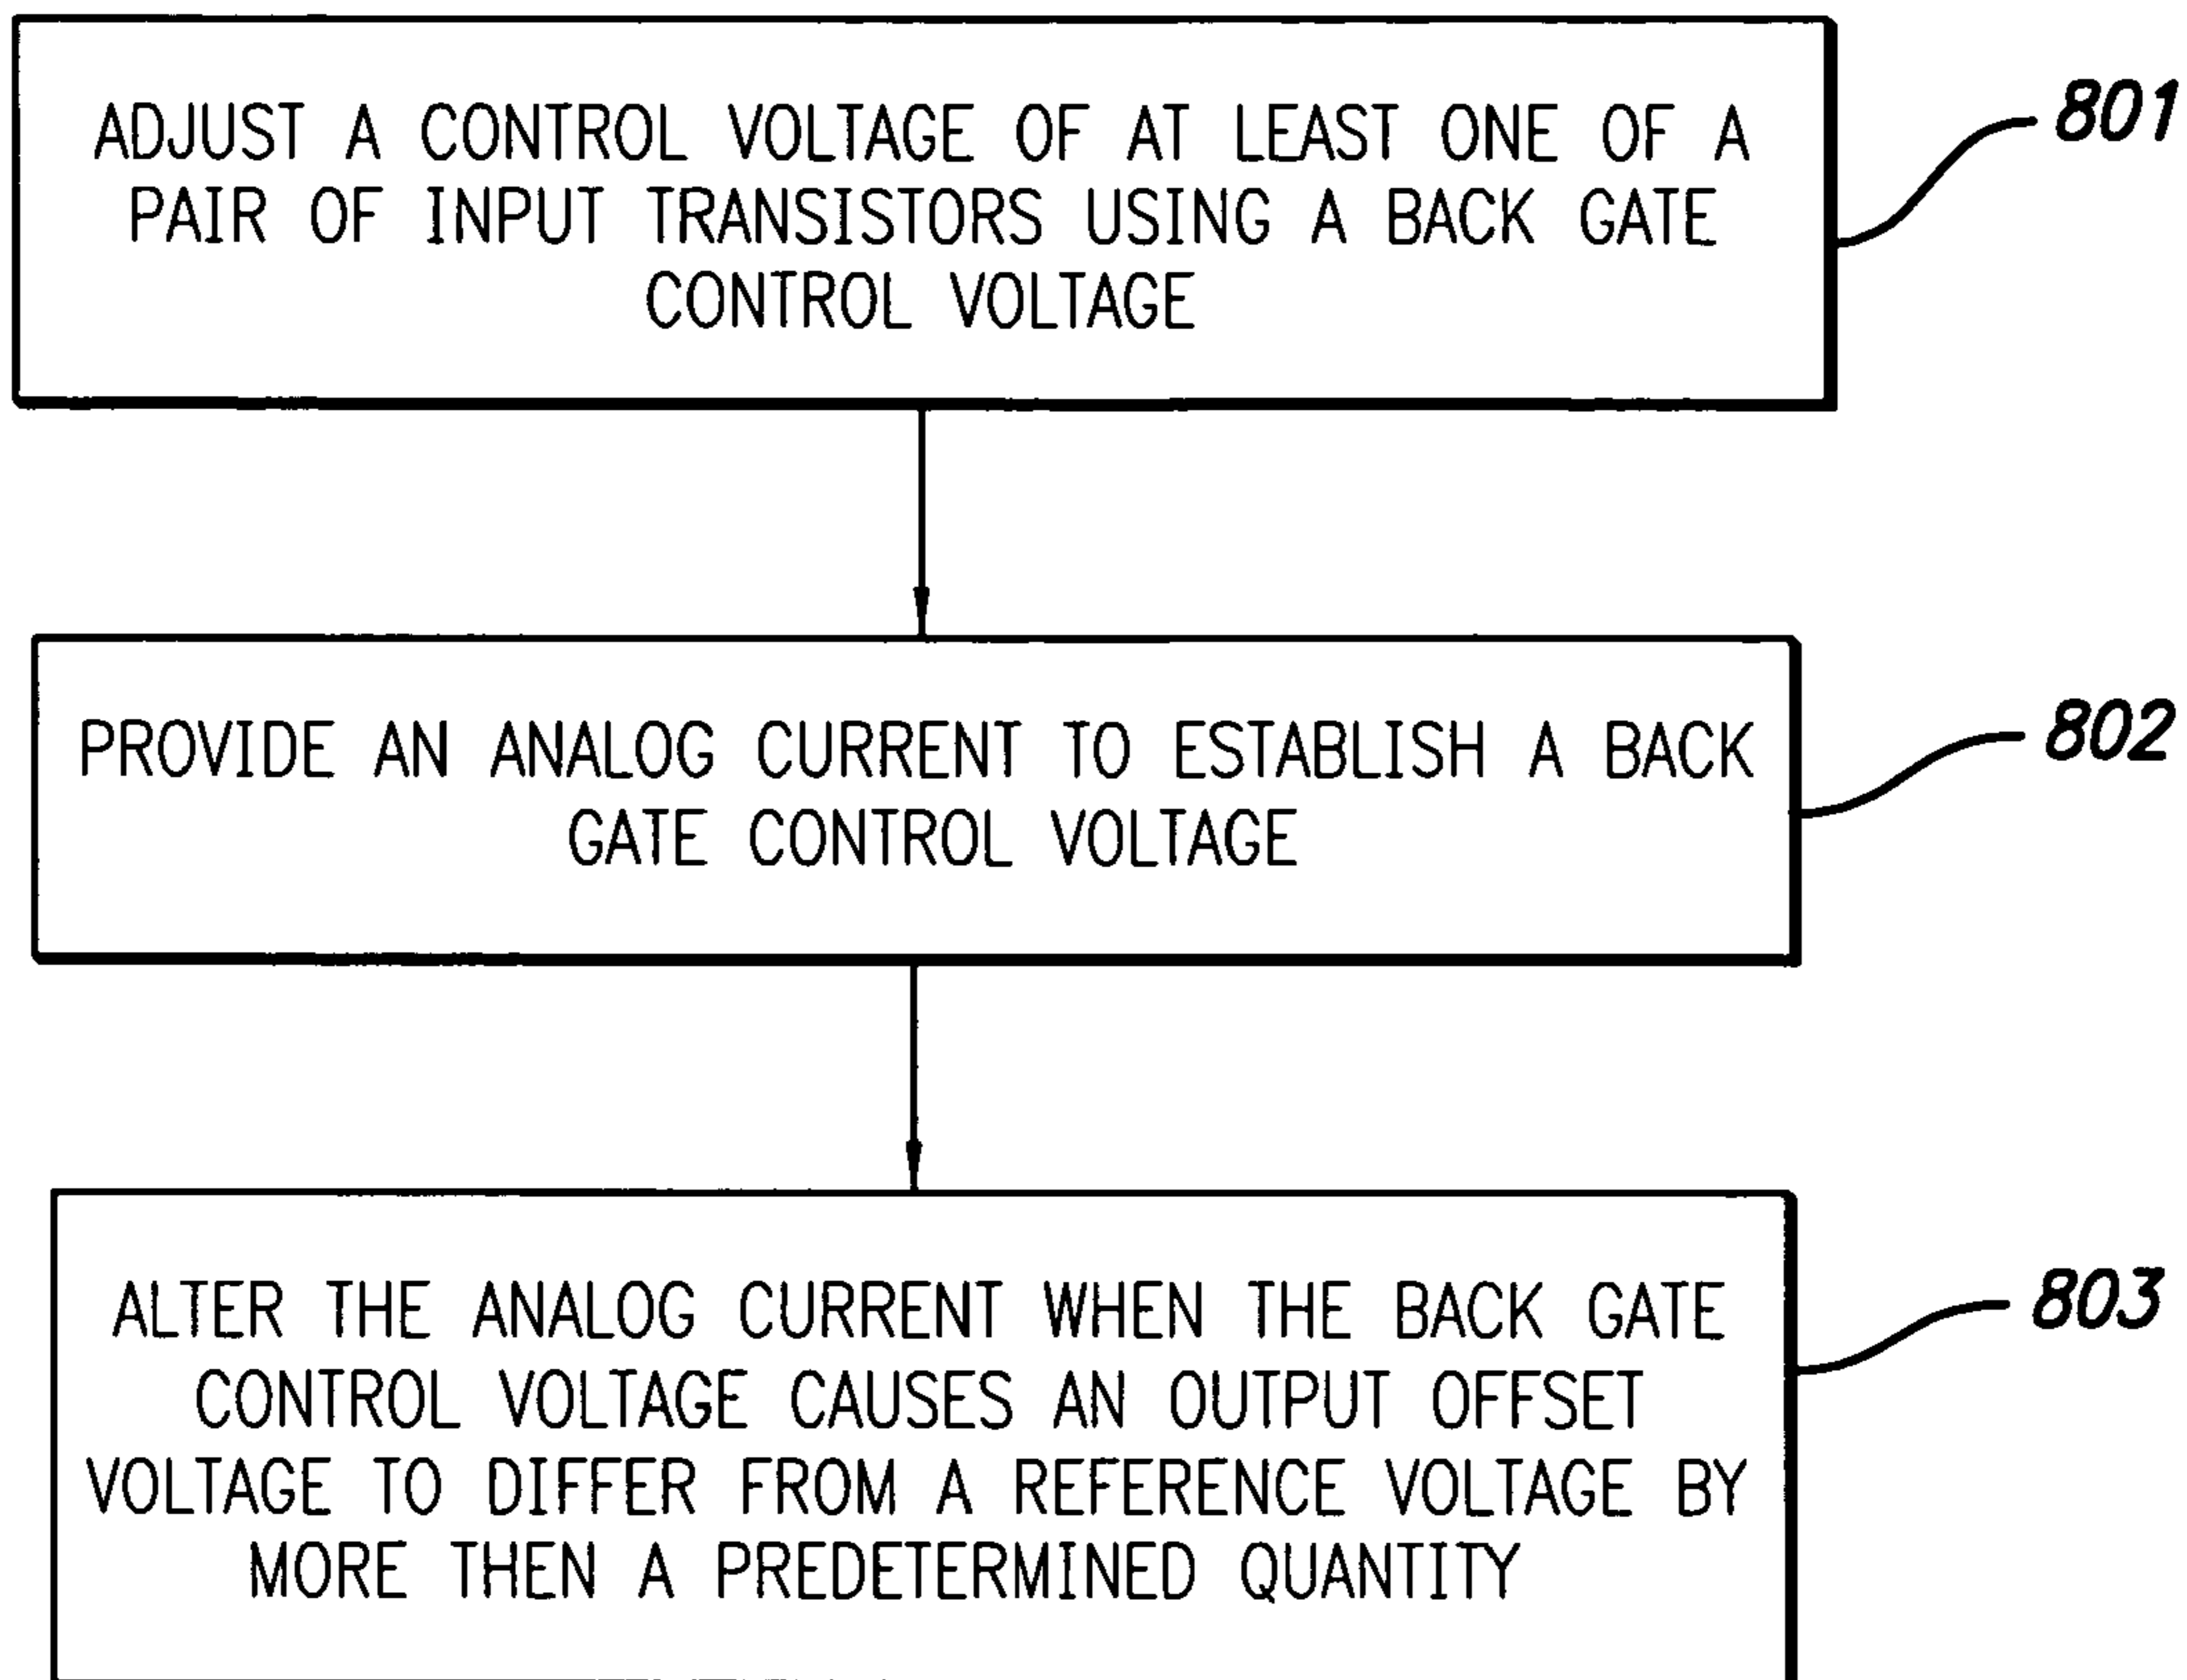 ADJUST A CONTROL VOLTAGE OF AT LEAST ONE OF A
PAIR OF INPUT TRANSISTORS USING A BACK GATE
CONTROL VOLTAGE
801
PROVIDE AN ANALOG CURRENT TO ESTABLISH A BACK
GATE CONTROL VOLTAGE
802
ALTER THE ANALOG CURRENT WHEN THE BACK GATE
CONTROL VOLTAGE CAUSES AN OUTPUT OFFSET
VOLTAGE TO DIFFER FROM A REFERENCE VOLTAGE BY
MORE THEN A PREDETERMINED QUANTITY
803